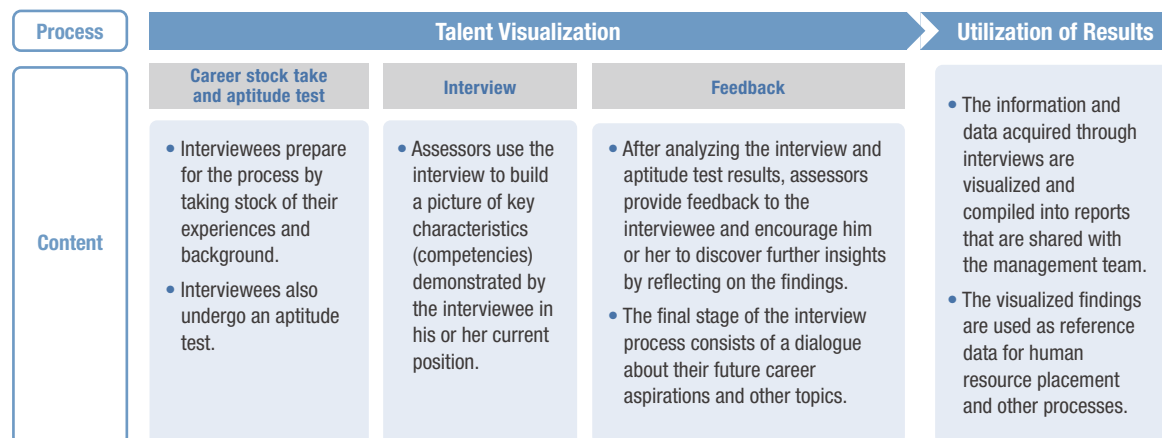 Process
Talent Visualization
Utilization of Results
Content
Career stock take
and aptitude test
• Interviewees prepare
for the process by
taking stock of their
experiences and
background.
• Interviewees also
undergo an aptitude
test.
Interview
• Assessors use the
interview to build
a picture of key
characteristics
(competencies)
demonstrated by
the interviewee in
his or her current
position.
Feedback
• After analyzing the interview and
aptitude test results, assessors
provide feedback to the
interviewee and encourage him
or her to discover further insights
by reflecting on the findings.
• The final stage of the interview
process consists of a dialogue
about their future career
aspirations and other topics.
• The information and
data acquired through
interviews are
visualized and
compiled into reports
that are shared with
the management team.
• The visualized findings
are used as reference
data for human
resource placement
and other processes.